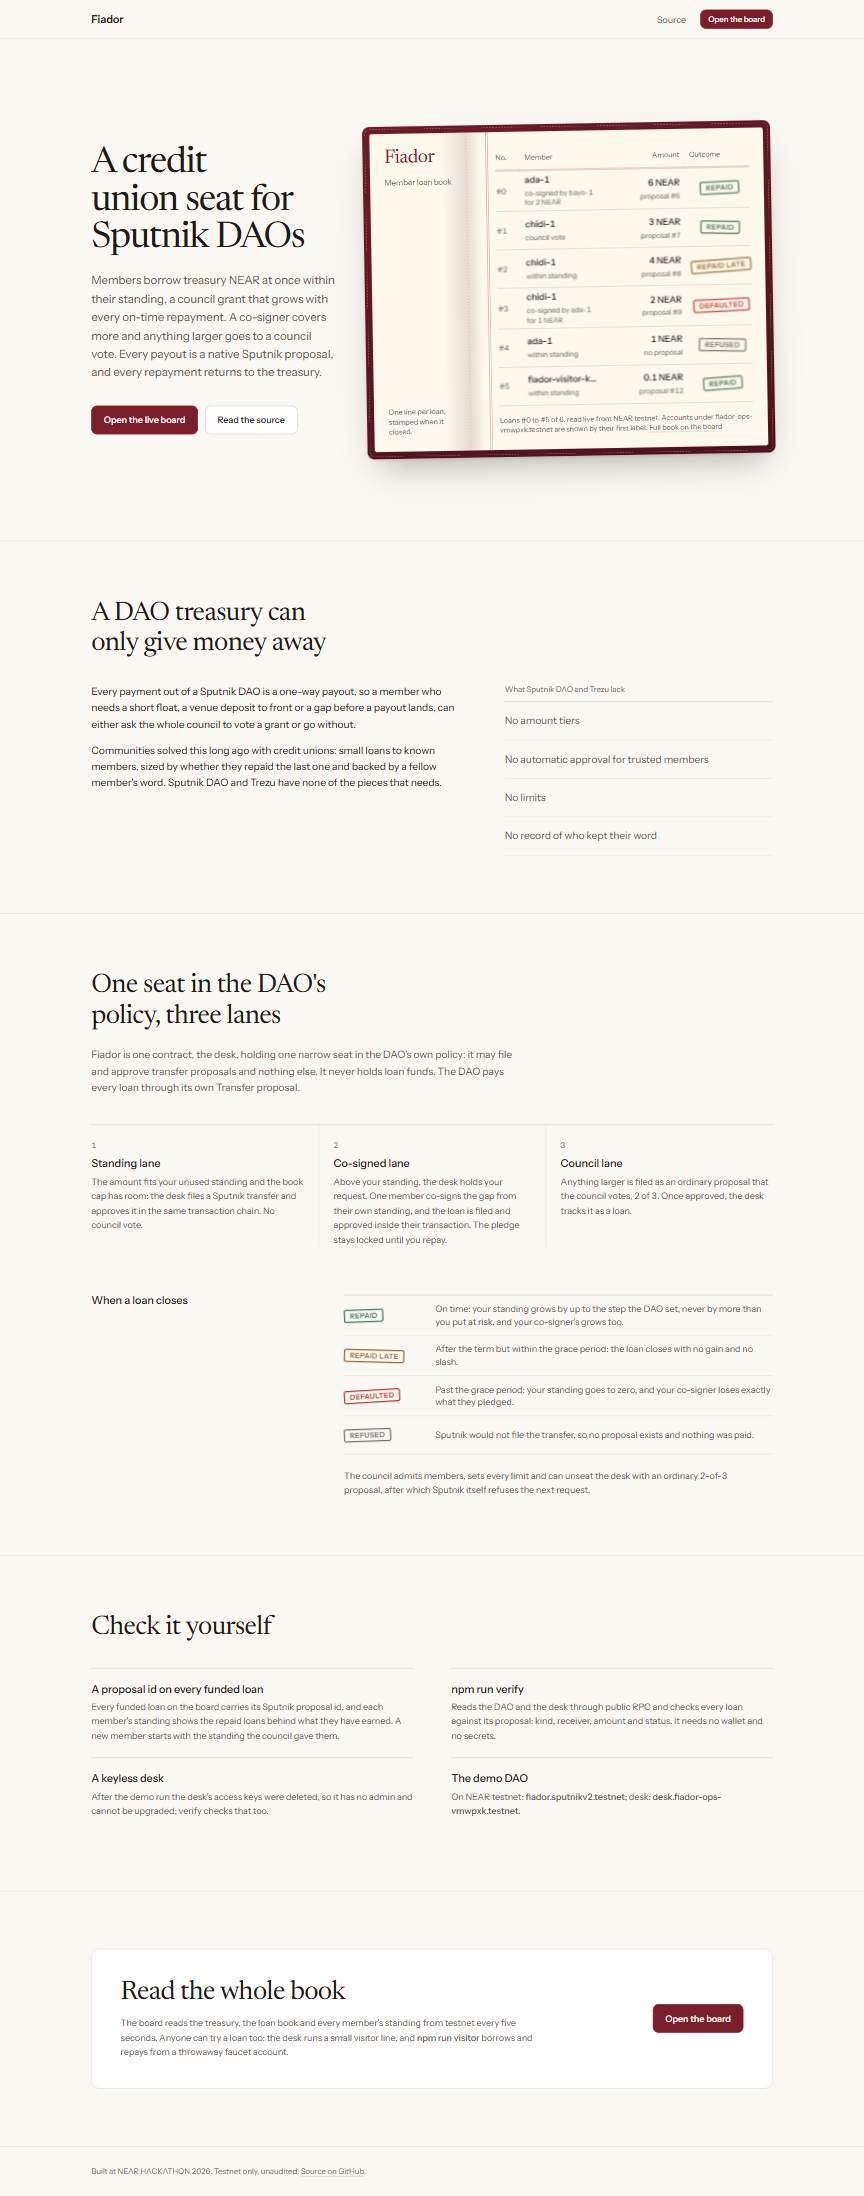 Fiador
Source
Open the board
A credit
union seat for
Sputnik DAOs
Members borrow treasury NEAR at once within
their standing, a council grant that grows with
every on-time repayment. A co-signer covers
more and anything larger goes to a council
vote. Every payout is a native Sputnik proposal,
and every repayment returns to the treasury.
Open the live board
Read the source
Fiador
Member loan book
One line per loan,
stamped when it
closed.
No. Member Amount Outcome
#0 ada-1 6 NEAR REPAID
co-signed by bayo-1 proposal #6
for 2 NEAR
#1 chidi-1 3 NEAR REPAID
council vote proposal #7
#2 chidi-1 4 NEAR REPAID LATE
within standing proposal #8
#3 chidi-1 2 NEAR DEFAULTED
co-signed by ada-1 proposal #9
for 1 NEAR
#4 ada-1 1 NEAR REFUSED
within standing no proposal
#5 fiador-visitor-k... 0.1 NEAR REPAID
within standing proposal #12
Loans #0 to #5 of 6, read live from NEAR testnet. Accounts under fiador-ops-
vmwpxk.testnet are shown by their first label. Full book on the board
A DAO treasury can
only give money away
Every payment out of a Sputnik DAO is a one-way payout, so a member who
needs a short float, a venue deposit to front or a gap before a payout lands, can
either ask the whole council to vote a grant or go without.
Communities solved this long ago with credit unions: small loans to known
members, sized by whether they repaid the last one and backed by a fellow
member's word. Sputnik DAO and Trezu have none of the pieces that needs.
What Sputnik DAO and Trezu lack
No amount tiers
No automatic approval for trusted members
No limits
No record of who kept their word
One seat in the DAO's
policy, three lanes
Fiador is one contract, the desk, holding one narrow seat in the DAO's own policy: it may file
and approve transfer proposals and nothing else. It never holds loan funds. The DAO pays
every loan through its own Transfer proposal.
1
Standing lane
The amount fits your unused standing and the book
cap has room: the desk files a Sputnik transfer and
approves it in the same transaction chain. No
council vote.
2
Co-signed lane
Above your standing, the desk holds your
request. One member co-signs the gap from
their own standing, and the loan is filed and
approved inside their transaction. The pledge
stays locked until you repay.
3
Council lane
Anything larger is filed as an ordinary proposal that
the council votes, 2 of 3. Once approved, the desk
tracks it as a loan.
When a loan closes
REPAID
On time: your standing grows by up to the step the DAO set, never by more than
you put at risk, and your co-signer's grows too.
REPAID LATE
After the term but within the grace period: the loan closes with no gain and no
slash.
DEFAULTED
Past the grace period: your standing goes to zero, and your co-signer loses exactly
what they pledged.
REFUSED
Sputnik would not file the transfer, so no proposal exists and nothing was paid.
The council admits members, sets every limit and can unseat the desk with an ordinary 2-of-3
proposal, after which Sputnik itself refuses the next request.
Check it yourself
A proposal id on every funded loan
Every funded loan on the board carries its Sputnik proposal id, and each
member's standing shows the repaid loans behind what they have earned. A
new member starts with the standing the council gave them.
npm run verify
Reads the DAO and the desk through public RPC and checks every loan
against its proposal: kind, receiver, amount and status. It needs no wallet and
no secrets.
A keyless desk
After the demo run the desk's access keys were deleted, so it has no admin and
cannot be upgraded; verify checks that too.
The demo DAO
On NEAR testnet: fiador.sputnikv2.testnet; desk: desk.fiador-ops-
vmwpxk.testnet.
Read the whole book
The board reads the treasury, the loan book and every member's standing from testnet every five
seconds. Anyone can try a loan too: the desk runs a small visitor line, and npm run visitor borrows and
repays from a throwaway faucet account.
Open the board
Built at NEAR HACKATHON 2026. Testnet only, unaudited. Source on GitHub.